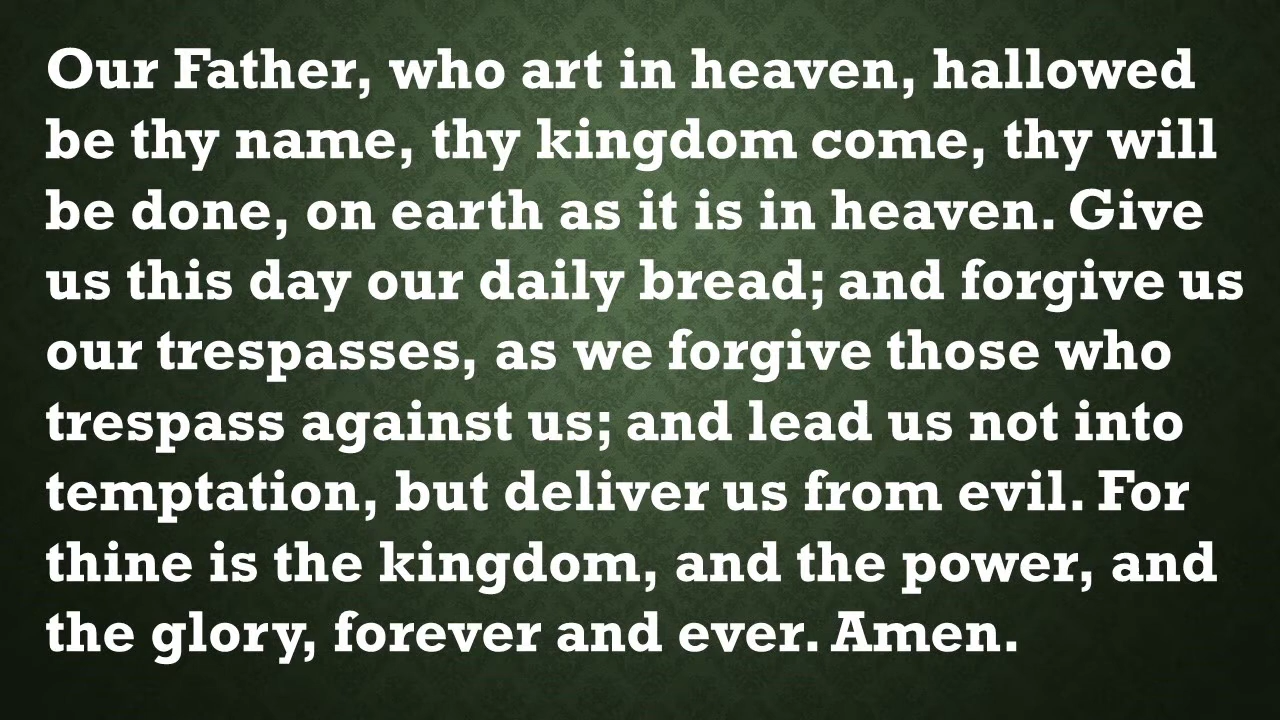 Our Father, who art in heaven, hallowed
be thy name, thy kingdom come, thy will
be done, on earth as it is in heaven. Give
us this day our daily bread; and forgive us
our trespasses, as we forgive those who
trespass against us; and lead us not into
temptation, but deliver us from evil. For
thine is the kingdom, and the power, and
the glory, forever and ever. Amen.